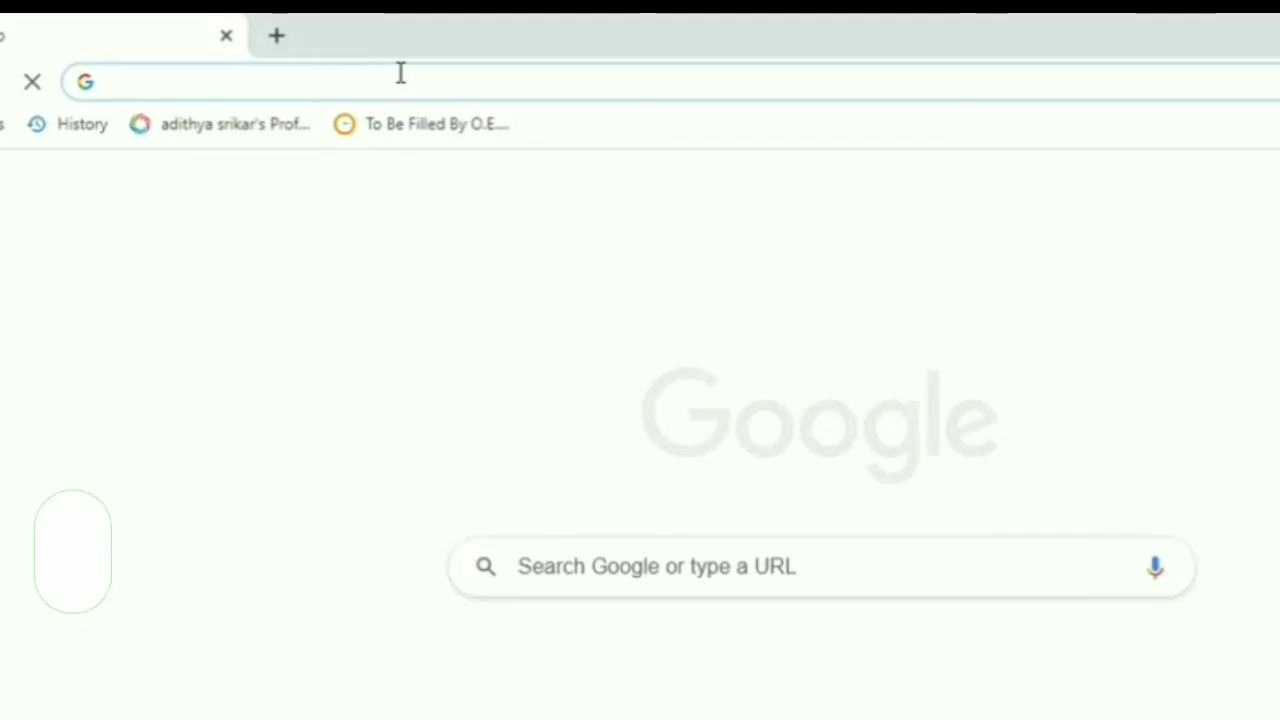 History adithya srikar's Prof... To Be Filled By O.E....
Google
Search Google or type a URL